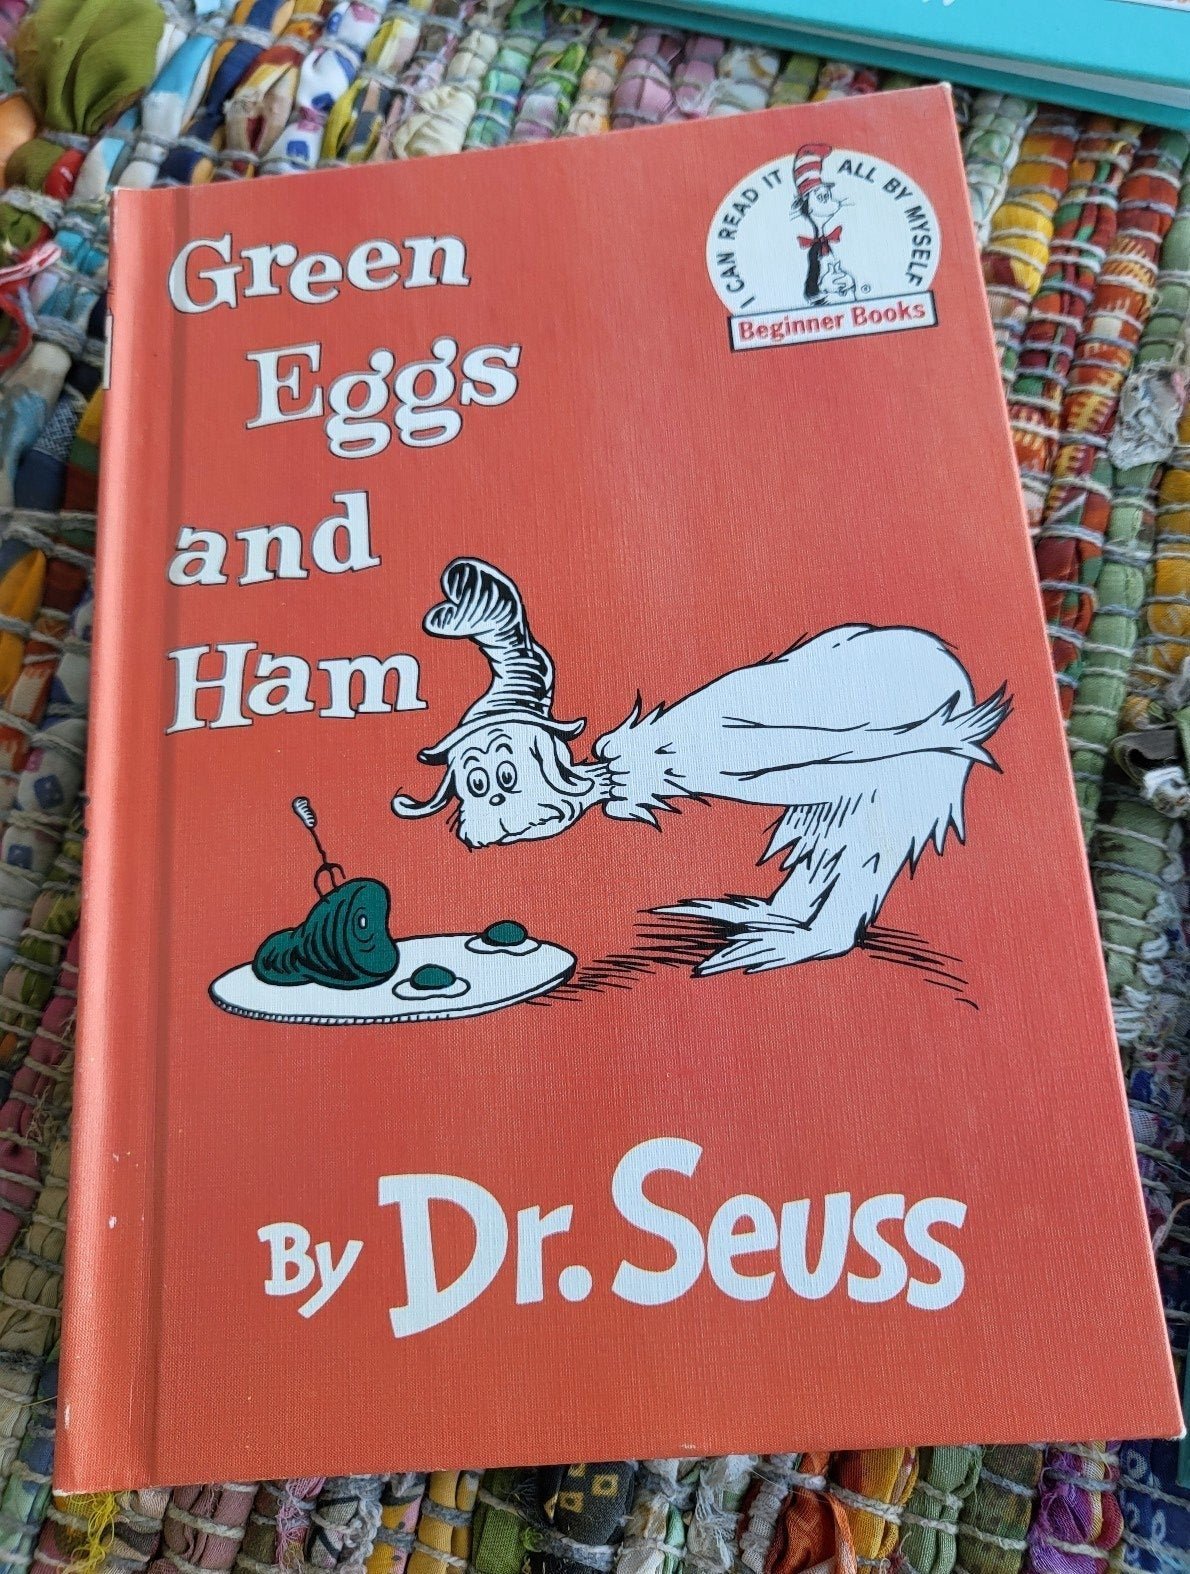 Green
Eggs
and
Ham
I CAN READ IT ALL BY MYSELF
Beginner Books
By Dr. Seuss